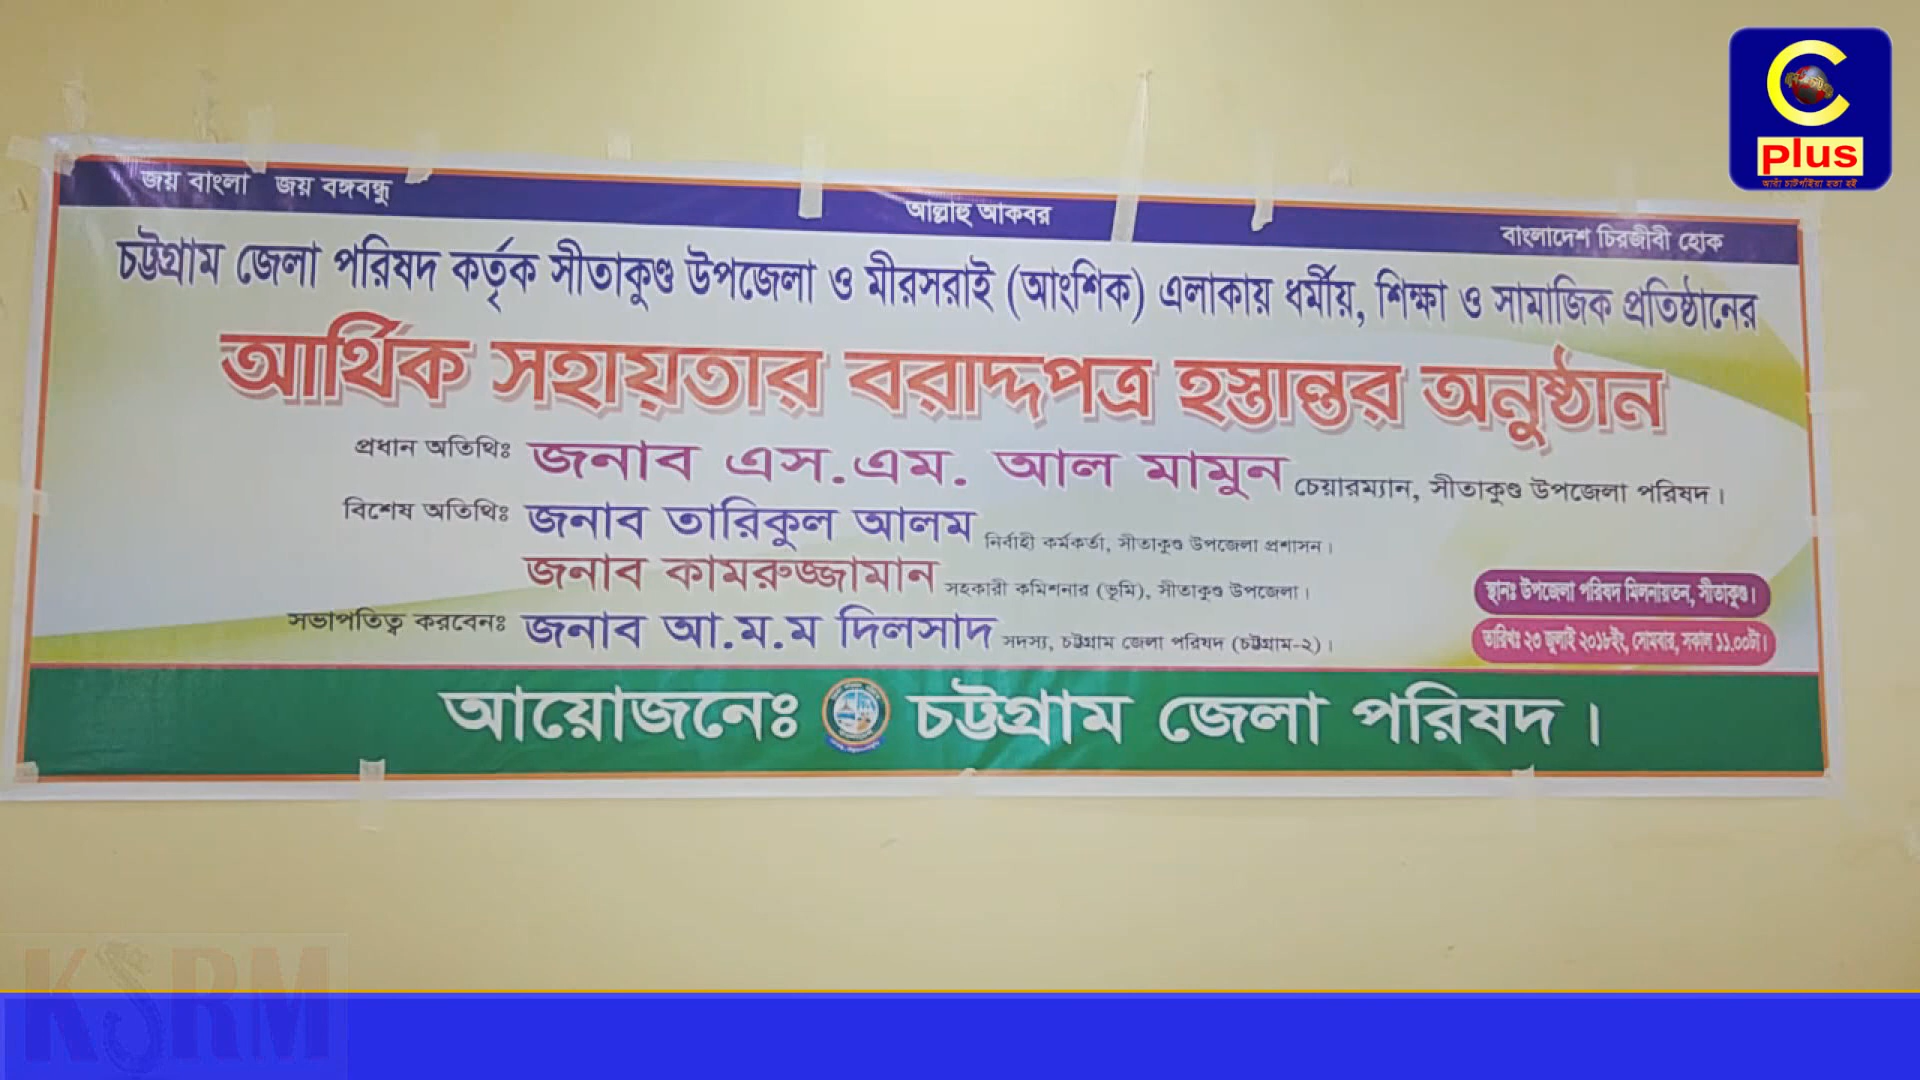 C
plus
জয় বাংলা জয় বঙ্গবন্ধু
আল্লাহু আকবর
বাংলাদেশ চিরজীবী হোক
চট্টগ্রাম জেলা পরিষদ কর্তৃক সীতাকুণ্ড উপজেলা ও মীরসরাই (আংশিক) এলাকায় ধর্মীয়, শিক্ষা ও সামাজিক প্রতিষ্ঠানের
আর্থিক সহায়তার বরাদ্দপত্র হস্তান্তর অনুষ্ঠান
প্রধান অতিথিঃ জনাব এস.এম. আল মামুন চেয়ারম্যান, সীতাকুণ্ড উপজেলা পরিষদ।
বিশেষ অতিথিঃ জনাব তারিকুল আলম নির্বাহী কর্মকর্তা, সীতাকুণ্ড উপজেলা প্রশাসন।
জনাব কামরুজ্জামান সহকারী কমিশনার (ভূমি), সীতাকুণ্ড উপজেলা।
সভাপতিত্ব করবেনঃ জনাব আ.ম.ম দিলসাদ সদস্য, চট্টগ্রাম জেলা পরিষদ (চট্টগ্রাম-২)।
স্থানঃ উপজেলা পরিষদ মিলনায়তন, সীতাকুণ্ড।
তারিখঃ ২৩ জুলাই ২০১৮ইং, সোমবার, সকাল ১১.০০টা।
আয়োজনেঃ চট্টগ্রাম জেলা পরিষদ।
KSRM